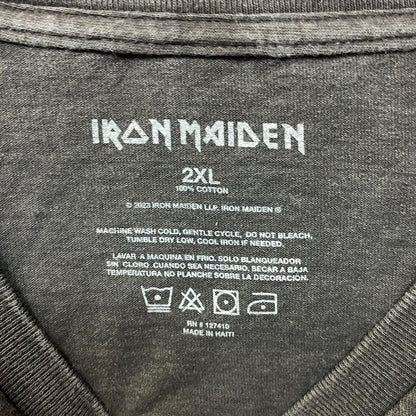 IRON MAIDEN
2XL
100% COTTON
© 2023 IRON MAIDEN LLP. IRON MAIDEN ®
MACHINE WASH COLD, GENTLE CYCLE, DO NOT BLEACH,
TUMBLE DRY LOW, COOL IRON IF NEEDED.
LAVAR A MAQUINA EN FRIO. SOLO BLANQUEADOR
SIN CLORO .CUANDO SEA NECESARIO, SECAR A BAJA
TEMPERATURA NO PLANCHE SOBRE LA DECORACIÓN.
RN # 127410
MADE IN HAITI